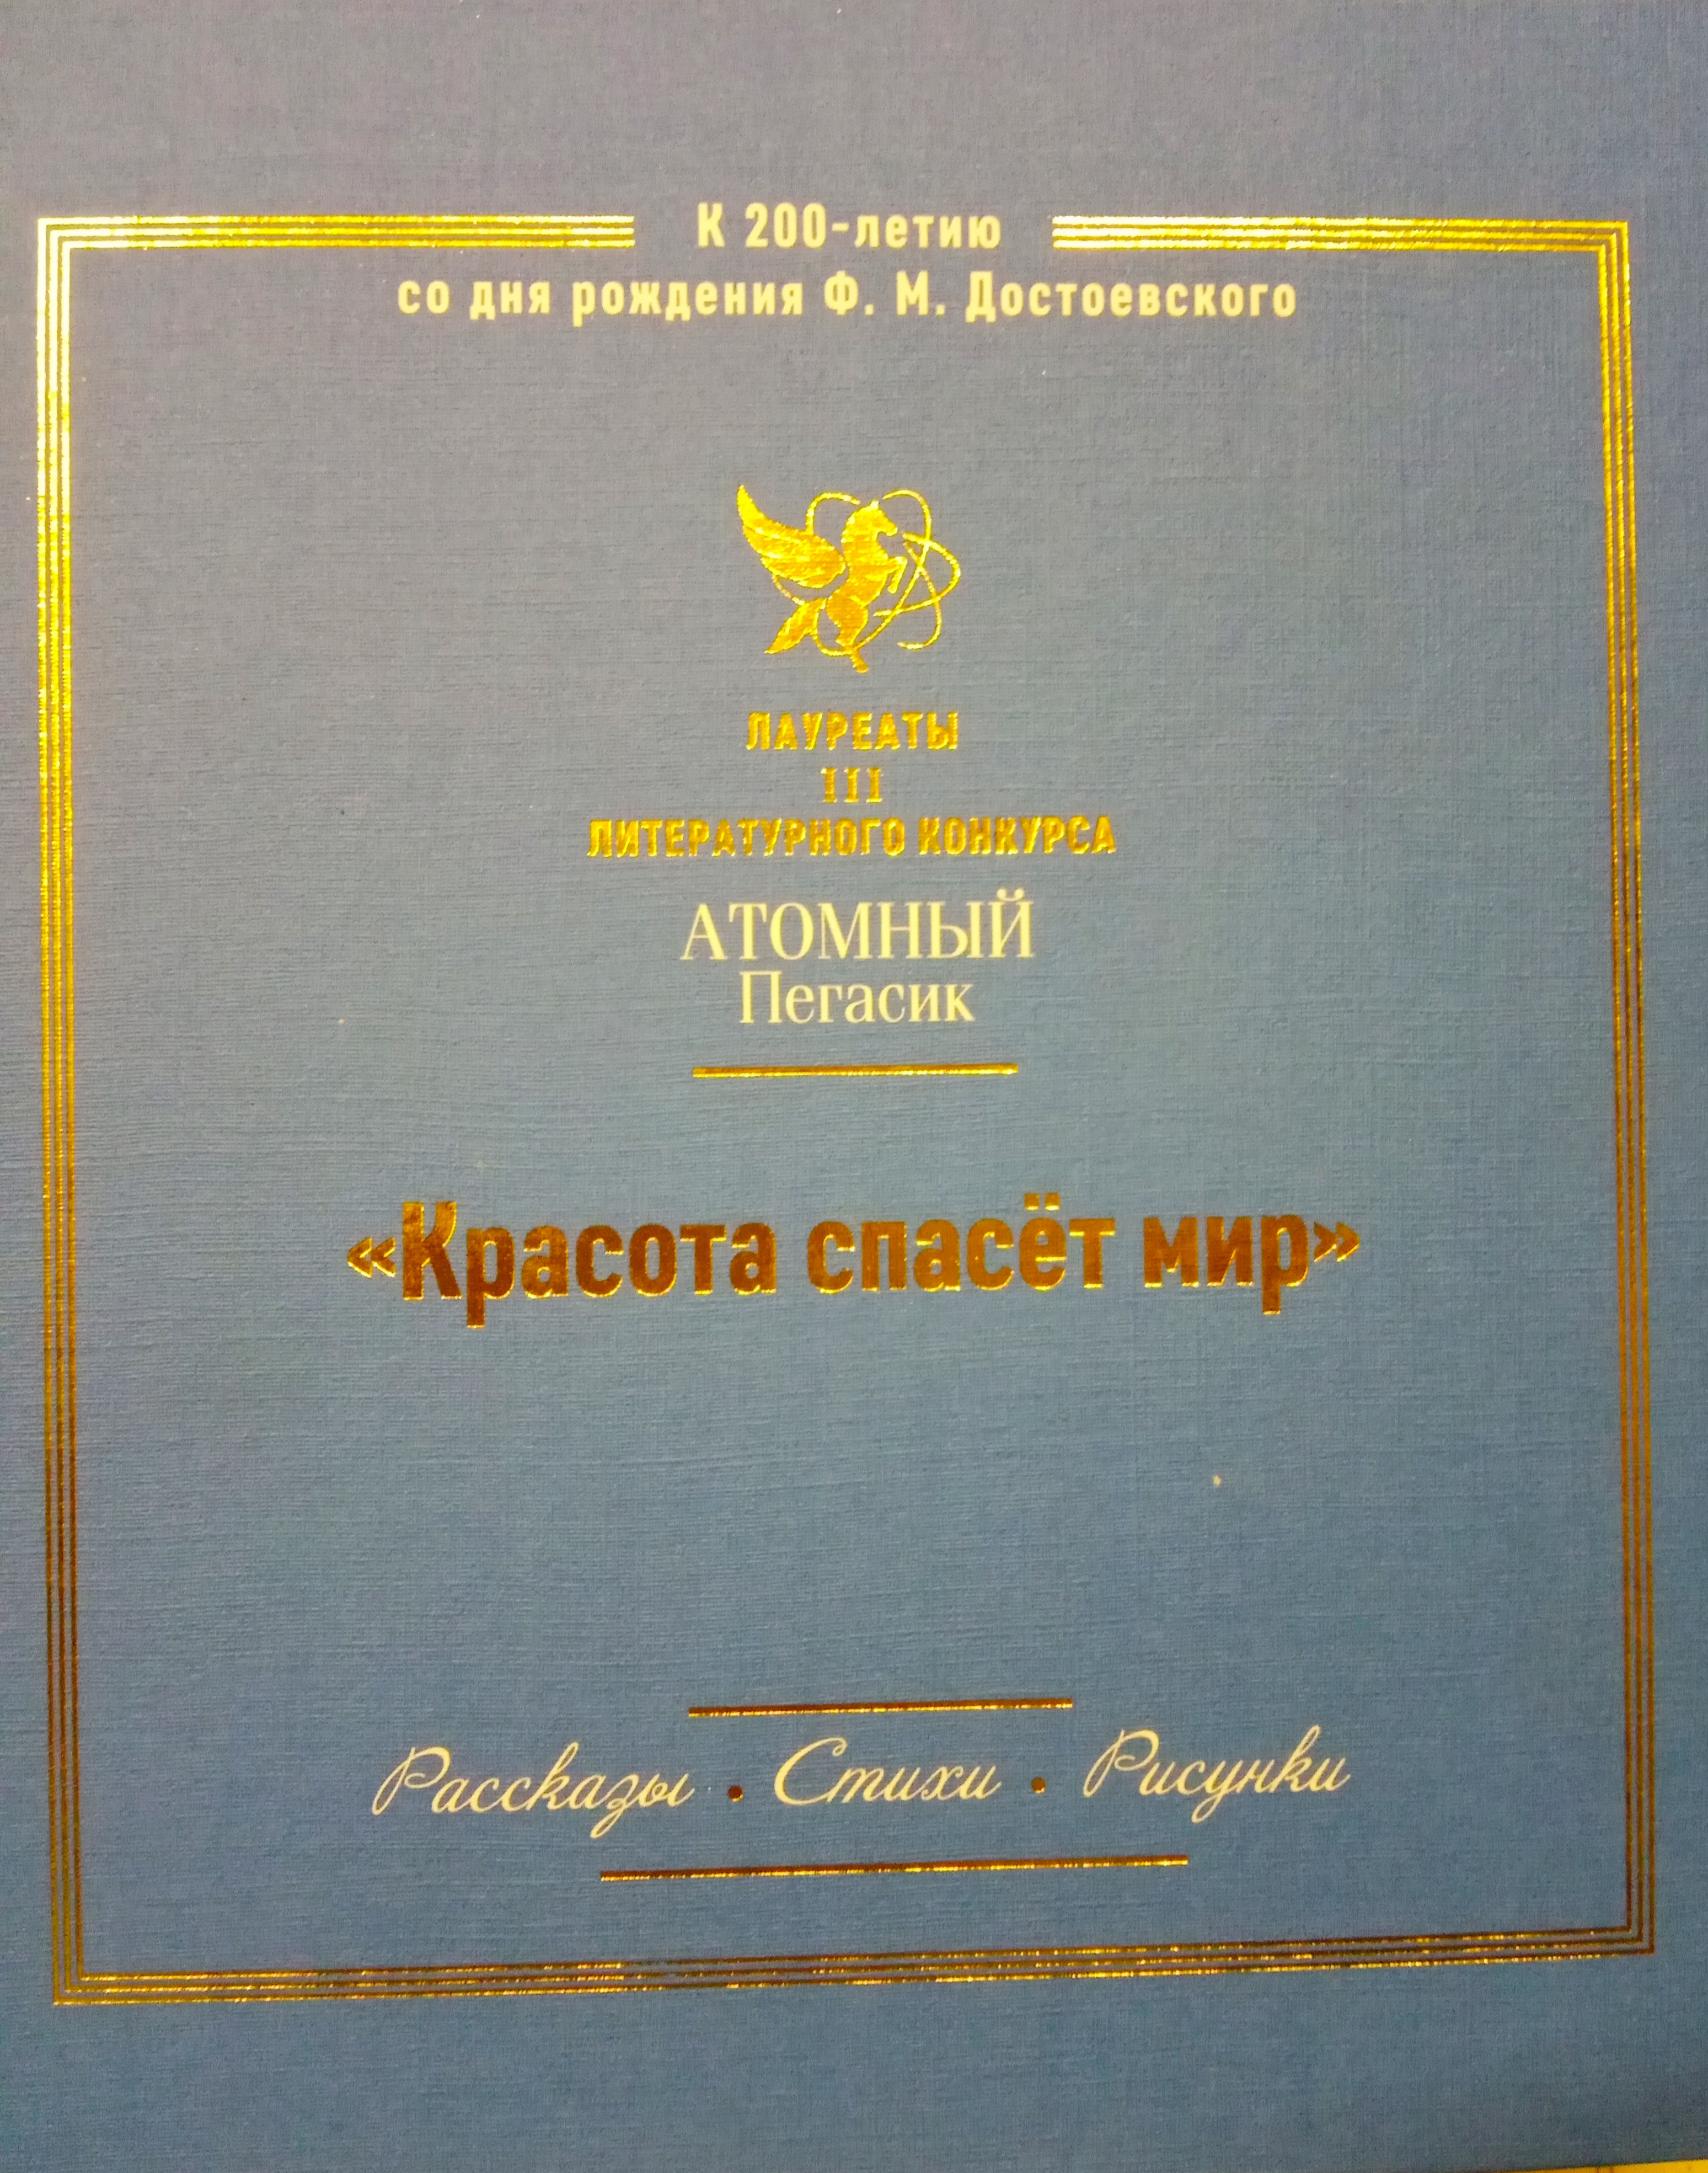 К 200-летию
со дня рождения Ф. М. Достоевского
ЛАУРЕАТЫ
III
ЛИТЕРАТУРНОГО КОНКУРСА
АТОМНЫЙ
Пегасик
«Красота спасёт мир»
Рассказы • Стихи • Рисунки